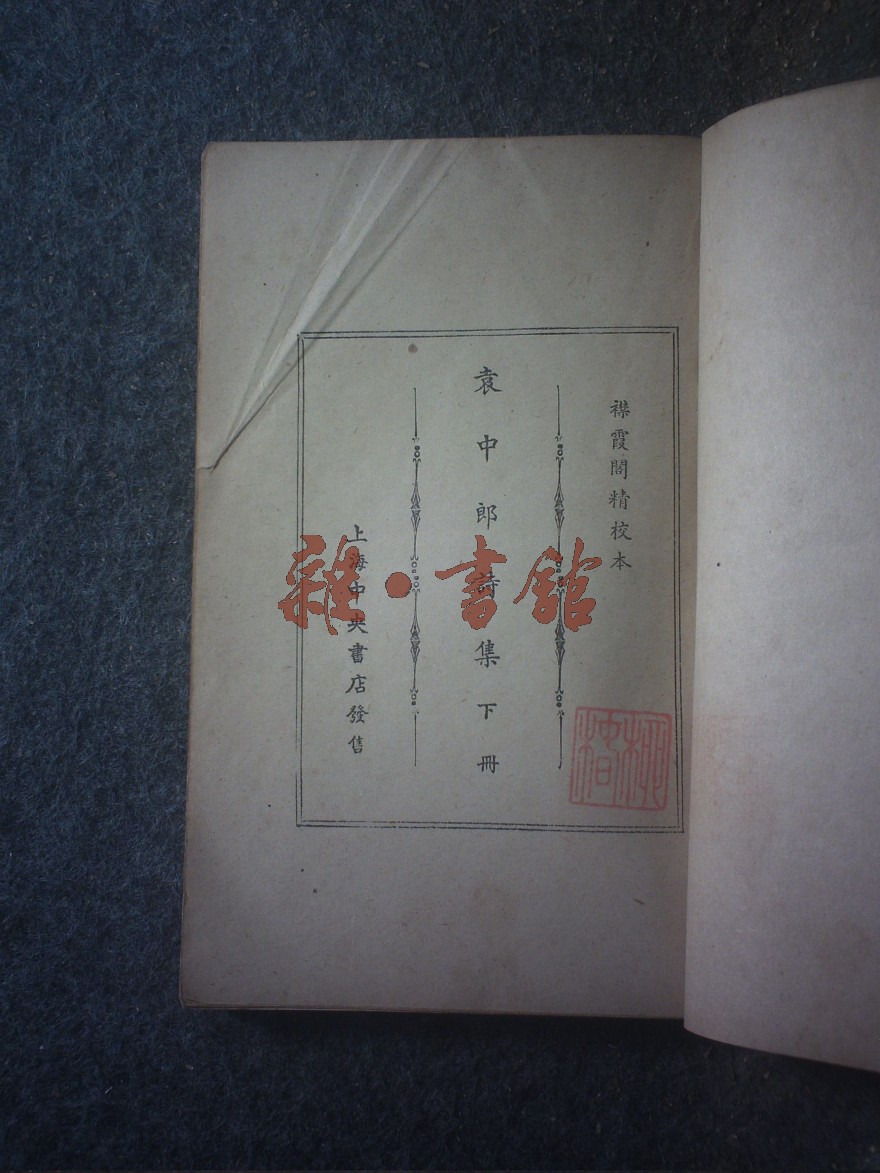 襟霞閣精校本
袁中郎詩集下冊
上海中央書店發售
雜·書館